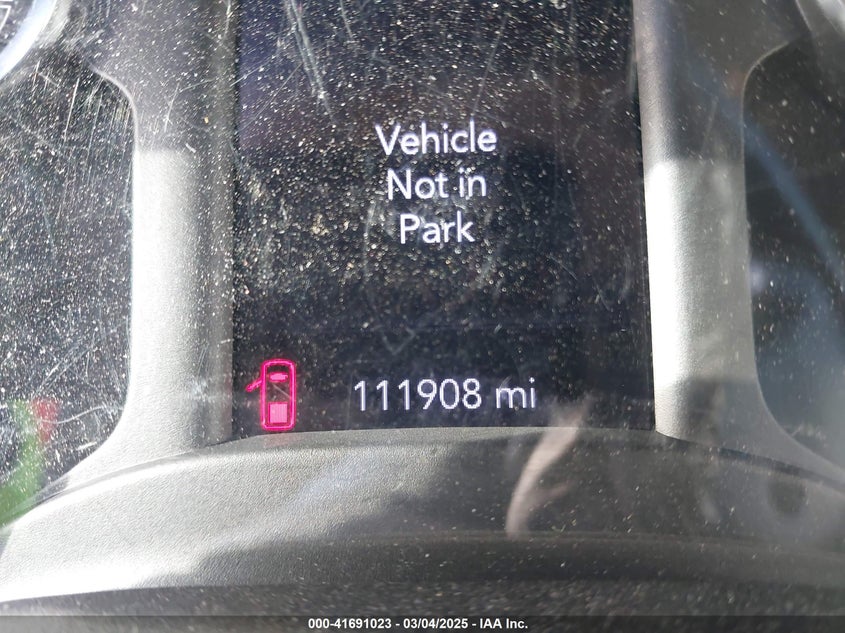 Vehicle
Not in
Park
111908 mi
000-41691023 - 03/04/2025 - IAA Inc.